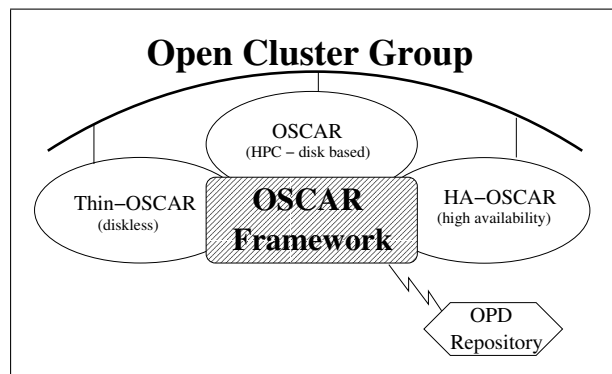 Open Cluster Group
OSCAR
(HPC − disk based)
Thin−OSCAR
(diskless)
OSCAR
Framework
HA−OSCAR
(high availability)
OPD
Repository